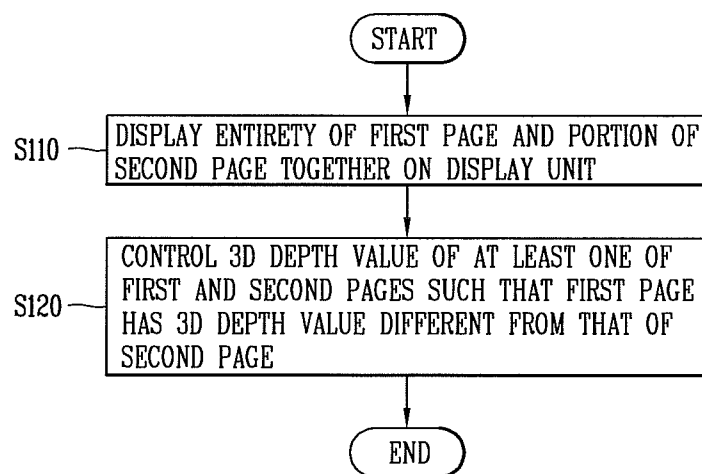 START
S110
DISPLAY ENTIRETY OF FIRST PAGE AND PORTION OF
SECOND PAGE TOGETHER ON DISPLAY UNIT
S120
CONTROL 3D DEPTH VALUE OF AT LEAST ONE OF
FIRST AND SECOND PAGES SUCH THAT FIRST PAGE
HAS 3D DEPTH VALUE DIFFERENT FROM THAT OF
SECOND PAGE
END